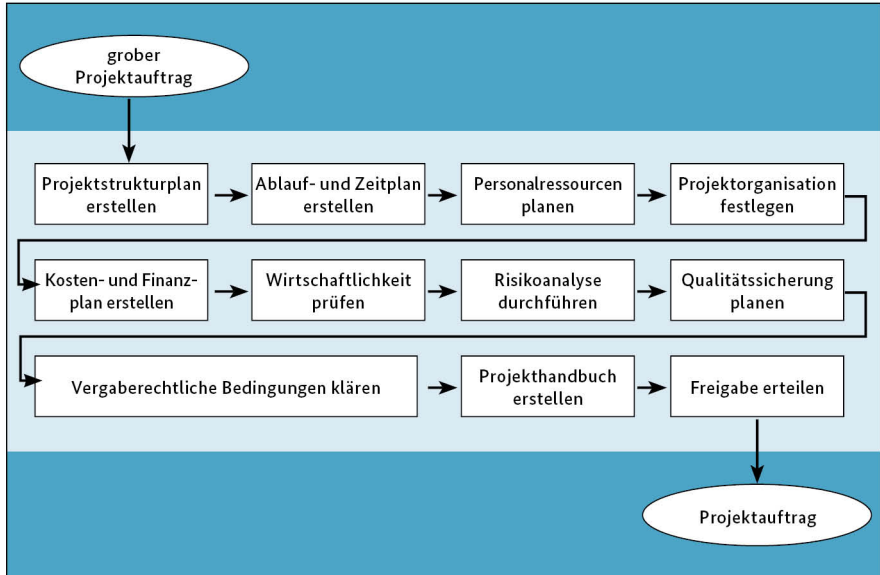 grober
Projektauftrag
Projektstrukturplan
erstellen
Ablauf- und Zeitplan
erstellen
Personalressourcen
planen
Projektorganisation
festlegen
Kosten- und Finanz-
plan erstellen
Wirtschaftlichkeit
prüfen
Risikoanalyse
durchführen
Qualitätssicherung
planen
Vergaberechtliche Bedingungen klären
Projekthandbuch
erstellen
Freigabe erteilen
Projektauftrag